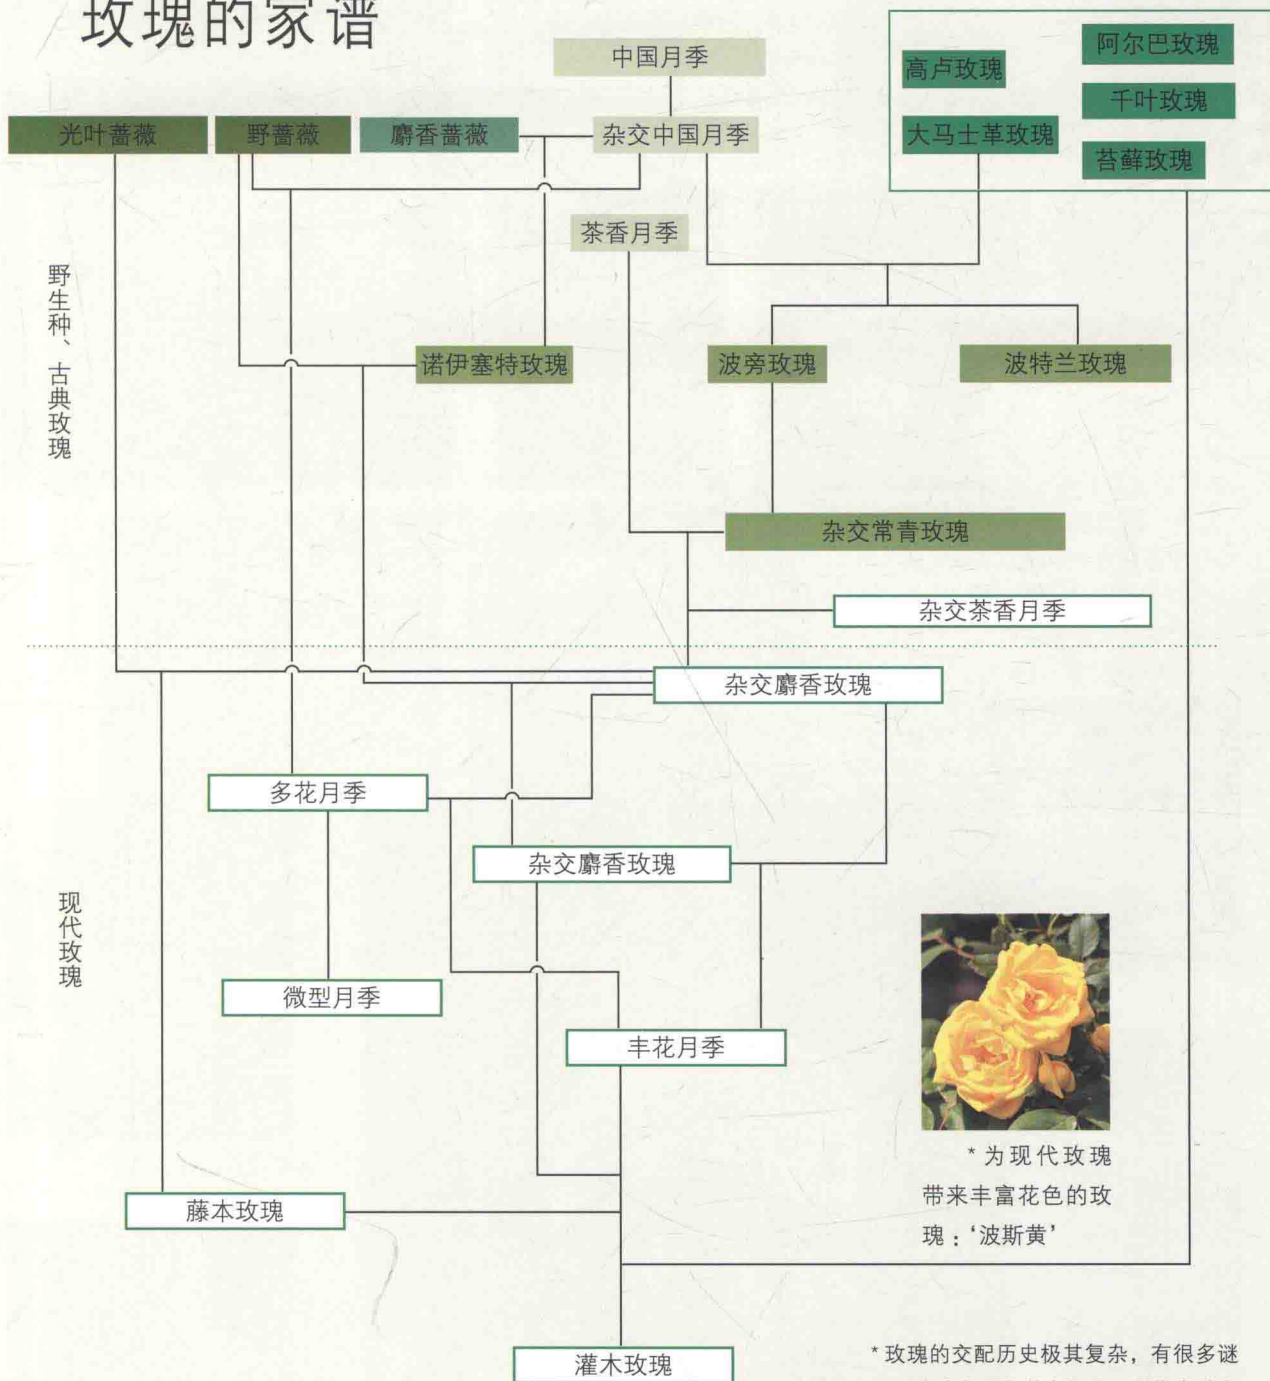 玫瑰的家谱
中国月季
高卢玫瑰
阿尔巴玫瑰
千叶玫瑰
大马士革玫瑰
苔藓玫瑰
光叶蔷薇
野蔷薇
麝香蔷薇
杂交中国月季
茶香月季
野生种、古典玫瑰
诺伊塞特玫瑰
波旁玫瑰
波特兰玫瑰
杂交常青玫瑰
杂交茶香月季
杂交麝香玫瑰
多花月季
杂交麝香玫瑰
现代玫瑰
微型月季
丰花月季
*为现代玫瑰
带来丰富花色的玫
瑰：‘波斯黄’
藤本玫瑰
灌木玫瑰
*玫瑰的交配历史极其复杂，有很多谜